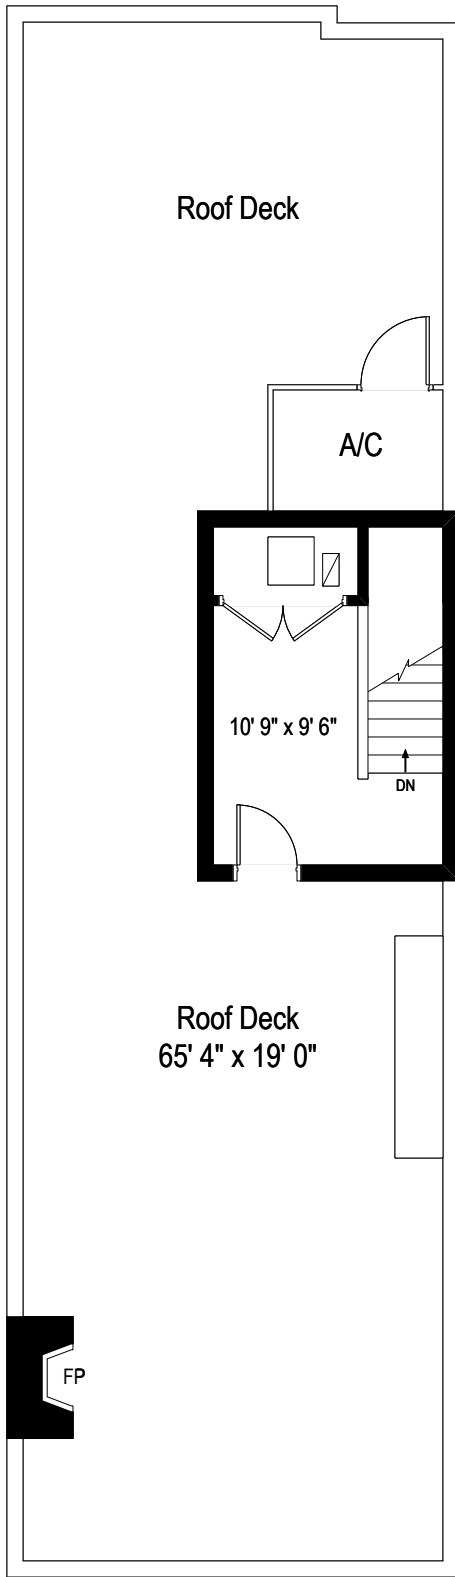 Roof Deck
A/C
10' 9" x 9' 6"
DN
Roof Deck
65' 4" x 19' 0"
FP